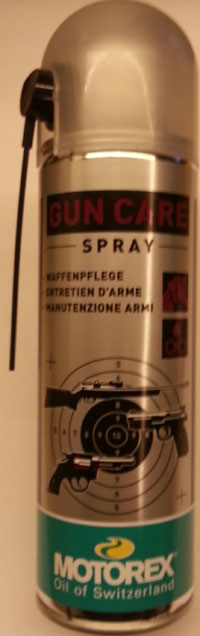 GUN CARE
SPRAY
WAFFENPFLEGE
ENTRETIEN D'ARME
MANUTENZIONE ARMI
MOTOREX
Oil of Switzerland